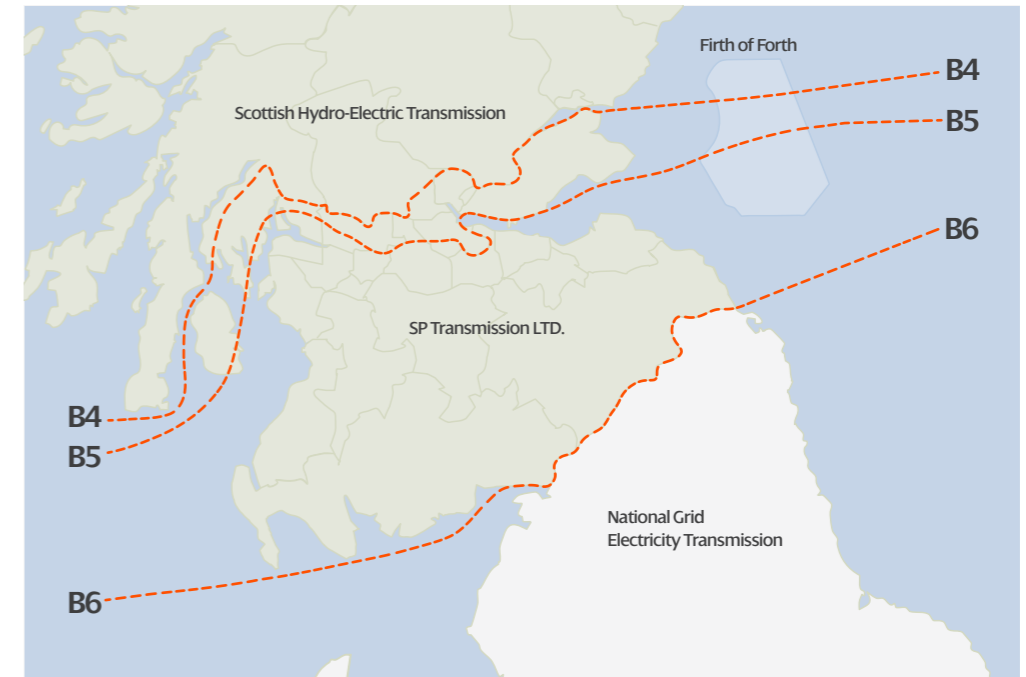 Firth of Forth
B4
Scottish Hydro-Electric Transmission
B5
B6
SP Transmission LTD.
B4
B5
National Grid
Electricity Transmission
B6